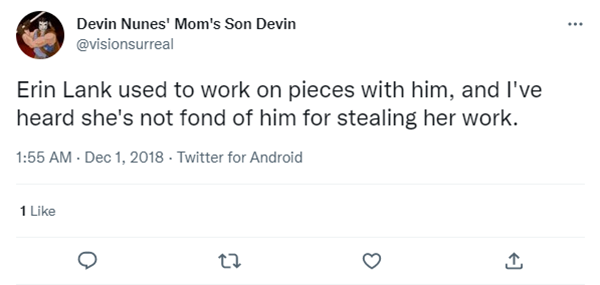 Devin Nunes' Mom's Son Devin
@visionsurreal
Erin Lank used to work on pieces with him, and I've
heard she's not fond of him for stealing her work.
1:55 AM · Dec 1, 2018 · Twitter for Android
1 Like